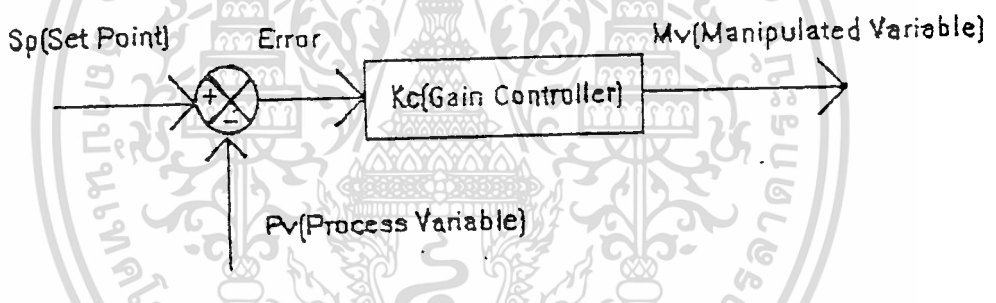 Sp(Set Point) Error Mv(Manipulated Variable)
+
-
Kc(Gain Controller)
Pv(Process Variable)